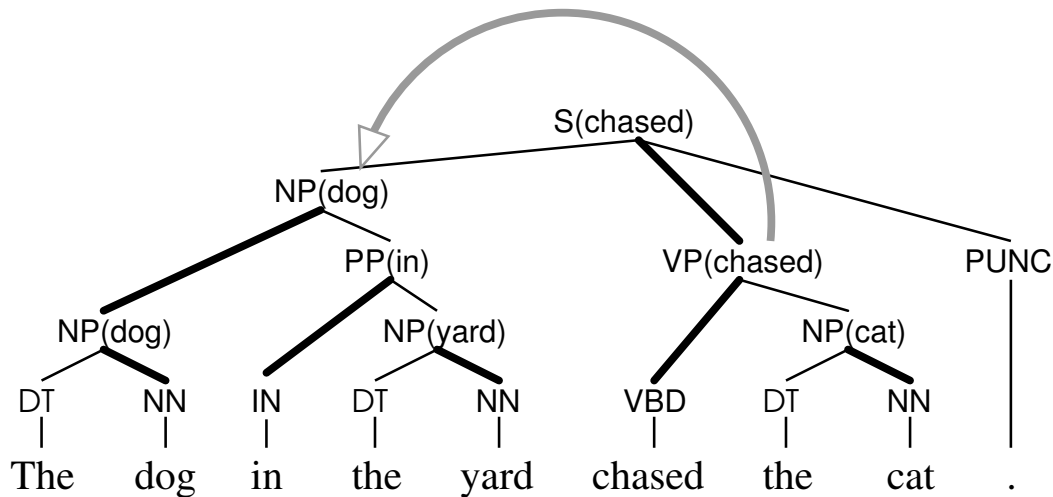 S(chased)
NP(dog)
PP(in) VP(chased) PUNC
NP(dog) NP(yard) NP(cat)
DT NN IN DT NN VBD DT NN
The dog in the yard chased the cat .